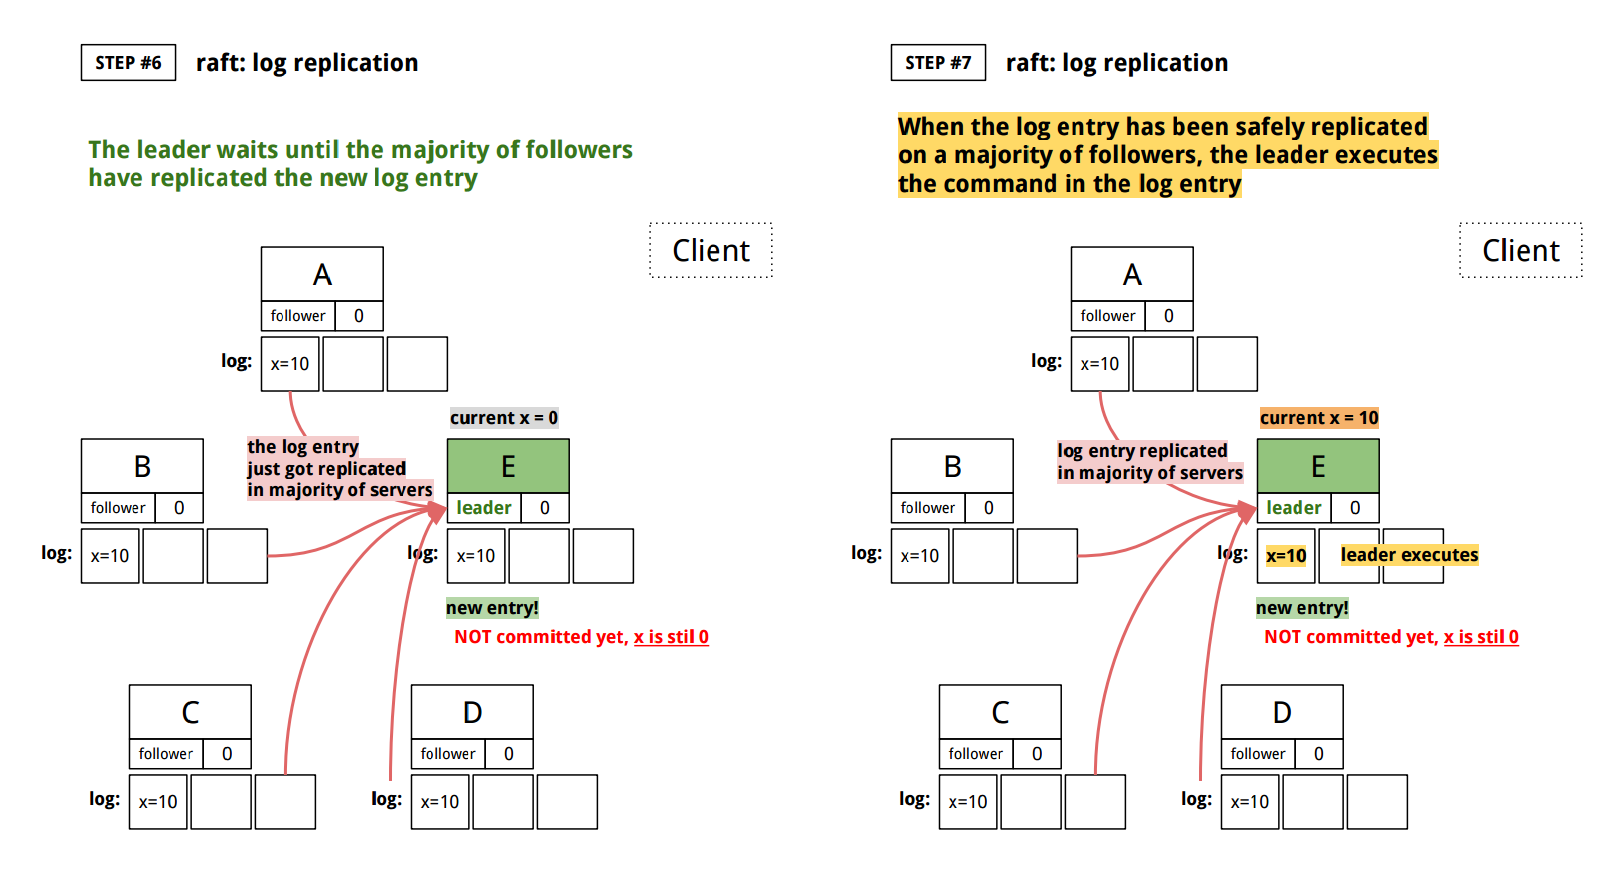 STEP #6
raft: log replication
The leader waits until the majority of followers
have replicated the new log entry
Client
A
follower
0
log:
x=10
current x = 0
the log entry
just got replicated
in majority of servers
B
follower
0
log:
x=10
E
leader
0
log:
x=10
new entry!
NOT committed yet, x is stil 0
C
follower
0
log:
x=10
D
follower
0
log:
x=10
STEP #7
raft: log replication
When the log entry has been safely replicated
on a majority of followers, the leader executes
the command in the log entry
Client
A
follower
0
log:
x=10
current x = 10
log entry replicated
in majority of servers
B
follower
0
log:
x=10
E
leader
0
log:
x=10
leader executes
new entry!
NOT committed yet, x is stil 0
C
follower
0
log:
x=10
D
follower
0
log:
x=10